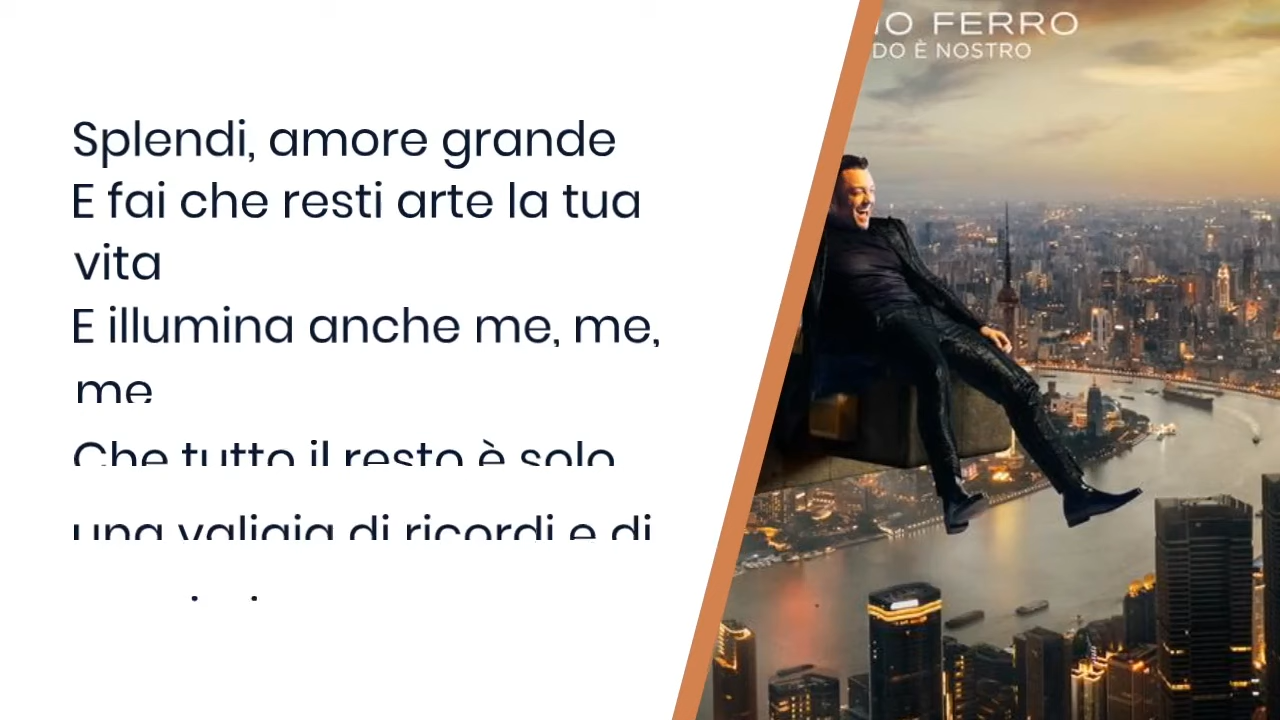 Splendi, amore grande
E fai che resti arte la tua
vita
E illumina anche me, me,
me
Che tutto il resto è solo
una valigia di ricordi e di
IO FERRO
DO È NOSTRO